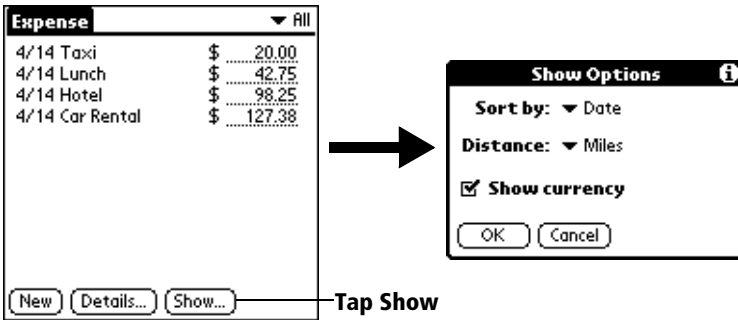 Expense All
4/14 Taxi $ 20.00
4/14 Lunch $ 42.75
4/14 Hotel $ 98.25
4/14 Car Rental $ 127.38
New Details... Show...
Tap Show
Show Options
Sort by: Date
Distance: Miles
Show currency
OK Cancel